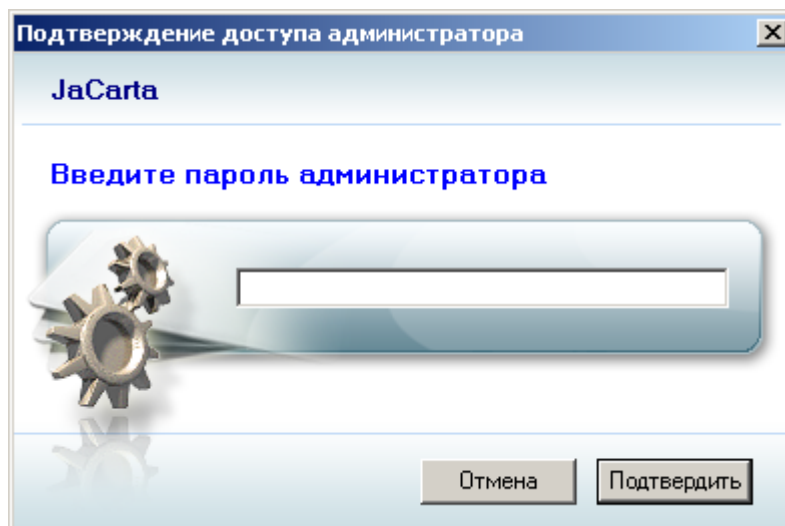 Подтверждение доступа администратора
JaCarta
Введите пароль администратора
Отмена
Подтвердить